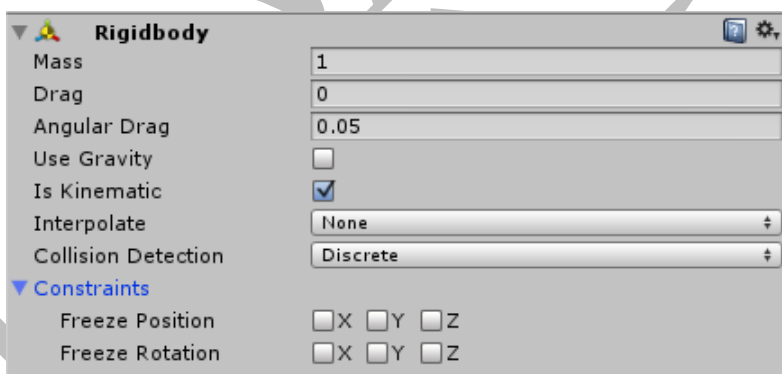 Rigidbody
Mass 1
Drag 0
Angular Drag 0.05
Use Gravity
Is Kinematic
Interpolate None
Collision Detection Discrete
Constraints
Freeze Position X Y Z
Freeze Rotation X Y Z